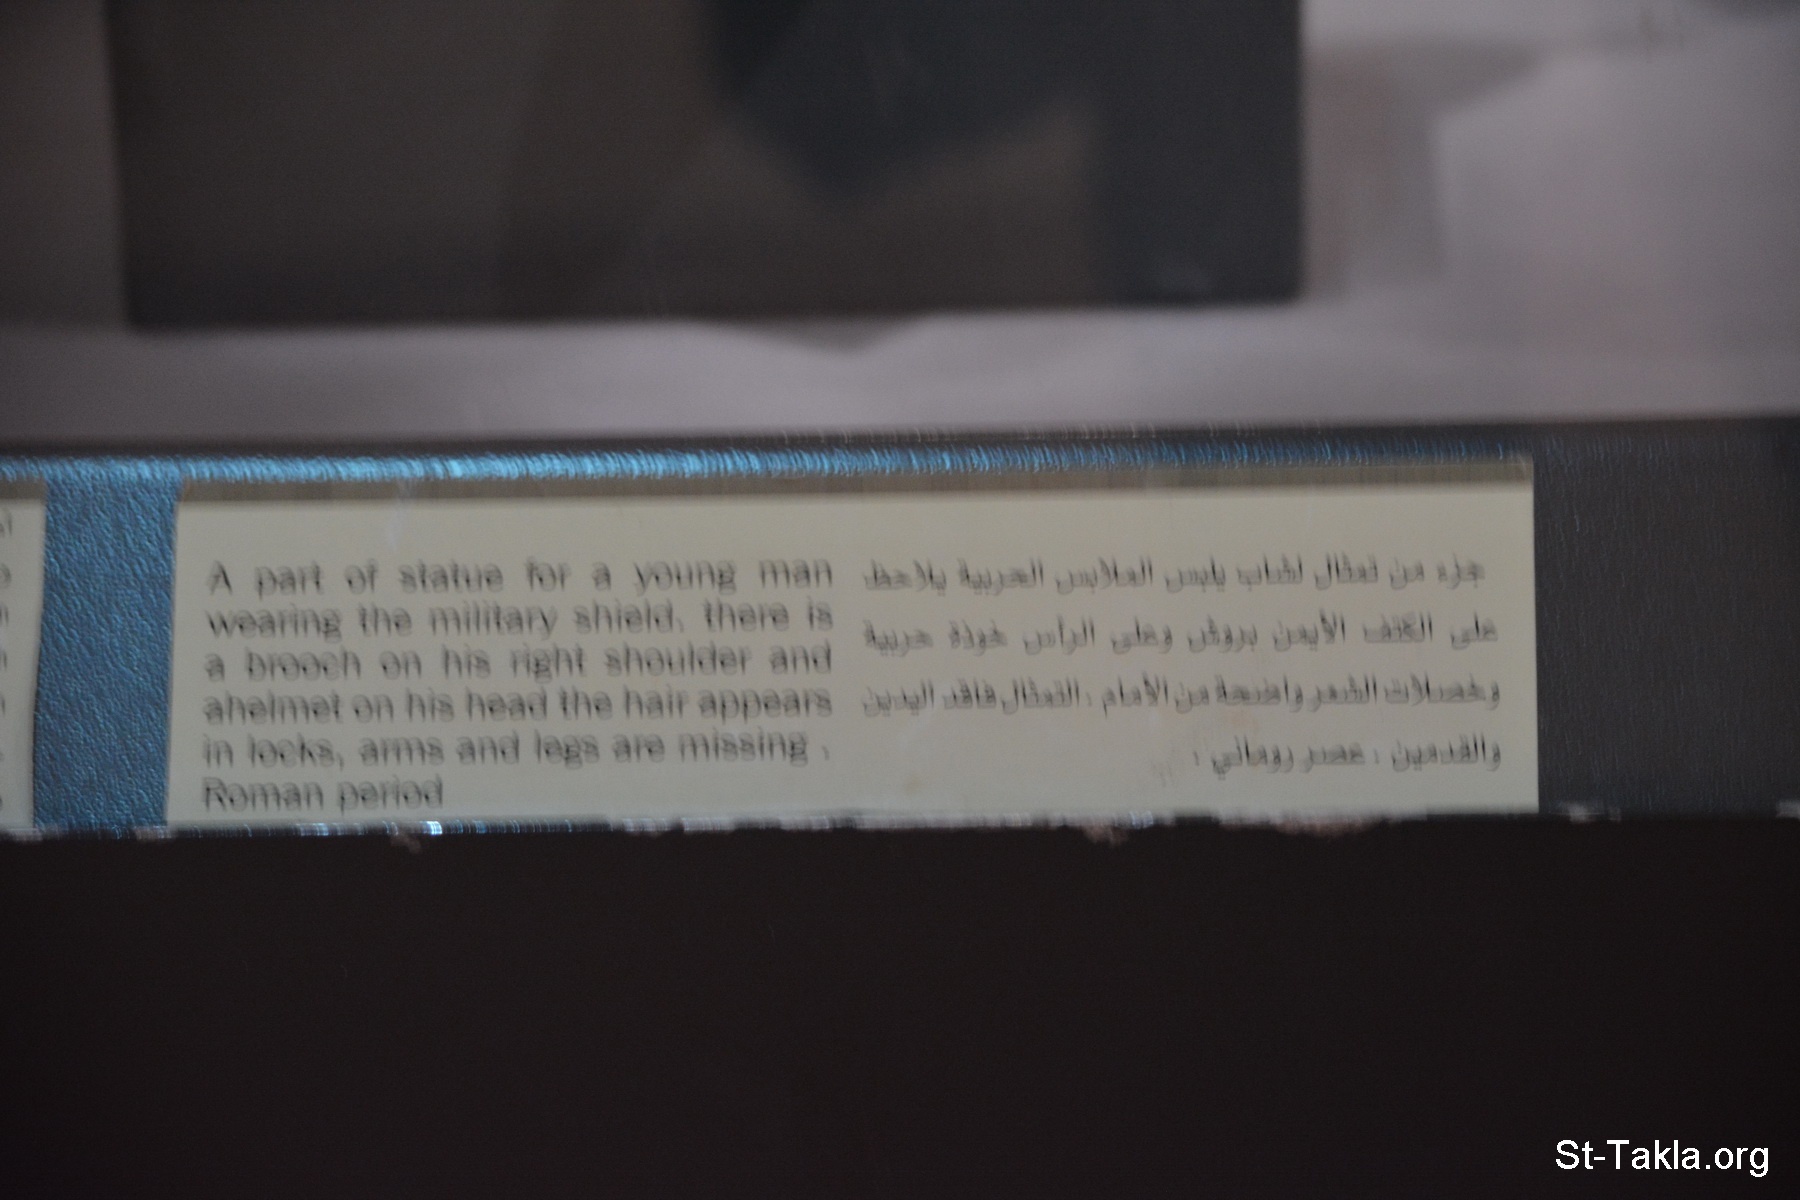 A part of statue for a young man
wearing the military shield, there is
a brooch on his right shoulder and
ahelmet on his head the hair appears
in locks, arms and legs are missing .
Roman period
جزء من تمثال لشاب يلبس الملابس الحربية يلاحظ
على الكتف الأيمن بروش وعلى الرأس خوذة حربية
وخصلات الشعر واضحة من الأمام . التمثال فاقد اليدين
والقدمين . عصر روماني .
St-Takla.org